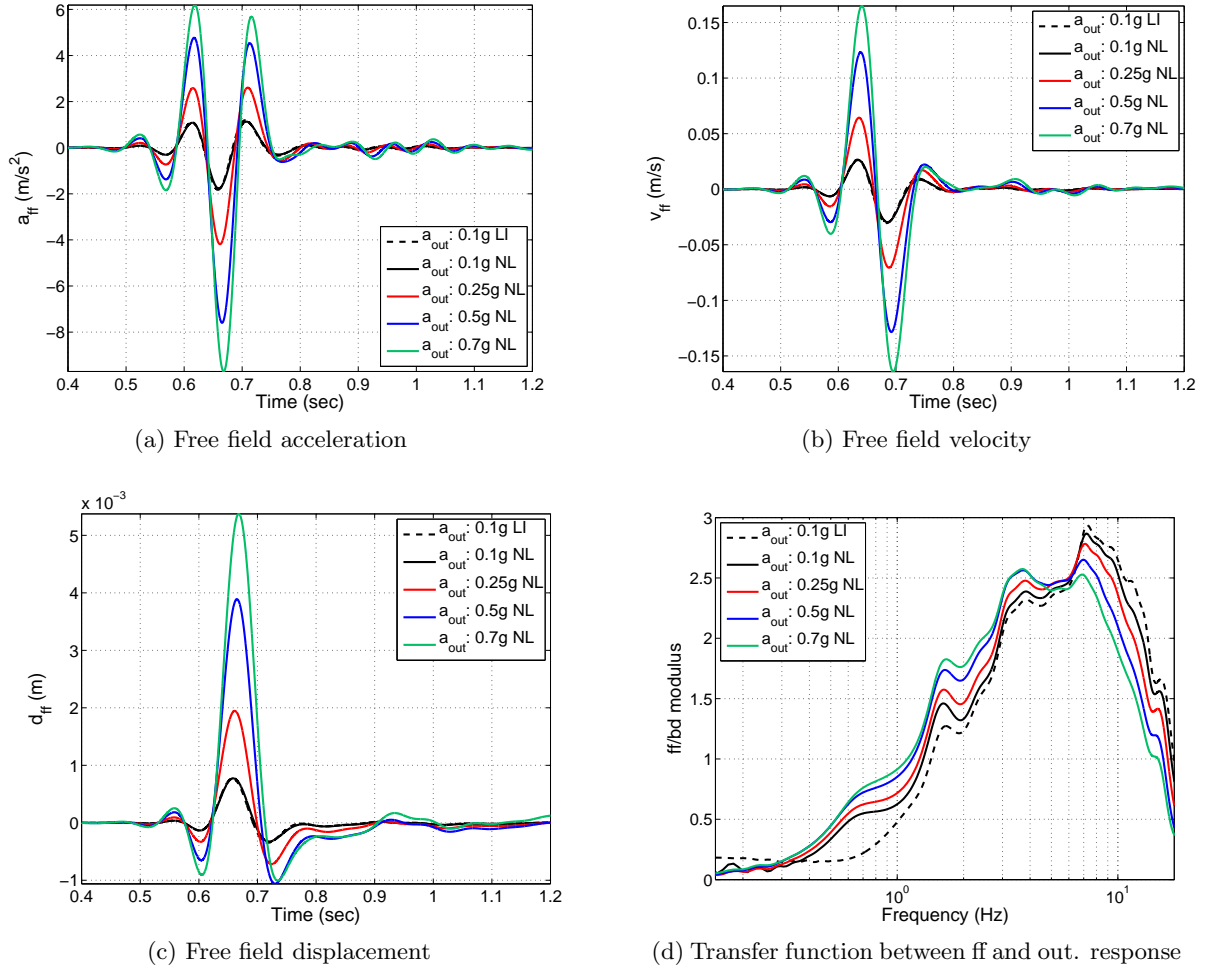 6
4
2
0
−2
−4
−6
−8
a_ff (m/s²)
a_out: 0.1g LI
a_out: 0.1g NL
a_out: 0.25g NL
a_out: 0.5g NL
a_out: 0.7g NL
0.4 0.5 0.6 0.7 0.8 0.9 1 1.1 1.2
Time (sec)
(a) Free field acceleration
0.15
0.1
0.05
0
−0.05
−0.1
−0.15
v_ff (m/s)
a_out: 0.1g LI
a_out: 0.1g NL
a_out: 0.25g NL
a_out: 0.5g NL
a_out: 0.7g NL
0.4 0.5 0.6 0.7 0.8 0.9 1 1.1 1.2
Time (sec)
(b) Free field velocity
x 10⁻³
5
4
3
2
1
0
−1
d_ff (m)
a_out: 0.1g LI
a_out: 0.1g NL
a_out: 0.25g NL
a_out: 0.5g NL
a_out: 0.7g NL
0.4 0.5 0.6 0.7 0.8 0.9 1 1.1 1.2
Time (sec)
(c) Free field displacement
3
2.5
2
1.5
1
0.5
0
ff/bd modulus
a_out: 0.1g LI
a_out: 0.1g NL
a_out: 0.25g NL
a_out: 0.5g NL
a_out: 0.7g NL
10⁰ 10¹
Frequency (Hz)
(d) Transfer function between ff and out. response